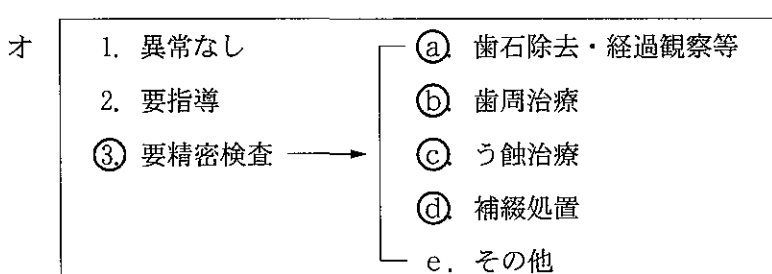 オ 1. 異常なし ⓐ. 歯石除去・経過観察等
2. 要指導 ⓑ. 歯周治療
③. 要精密検査 → ⓒ. う蝕治療
ⓓ. 補綴処置
e. その他